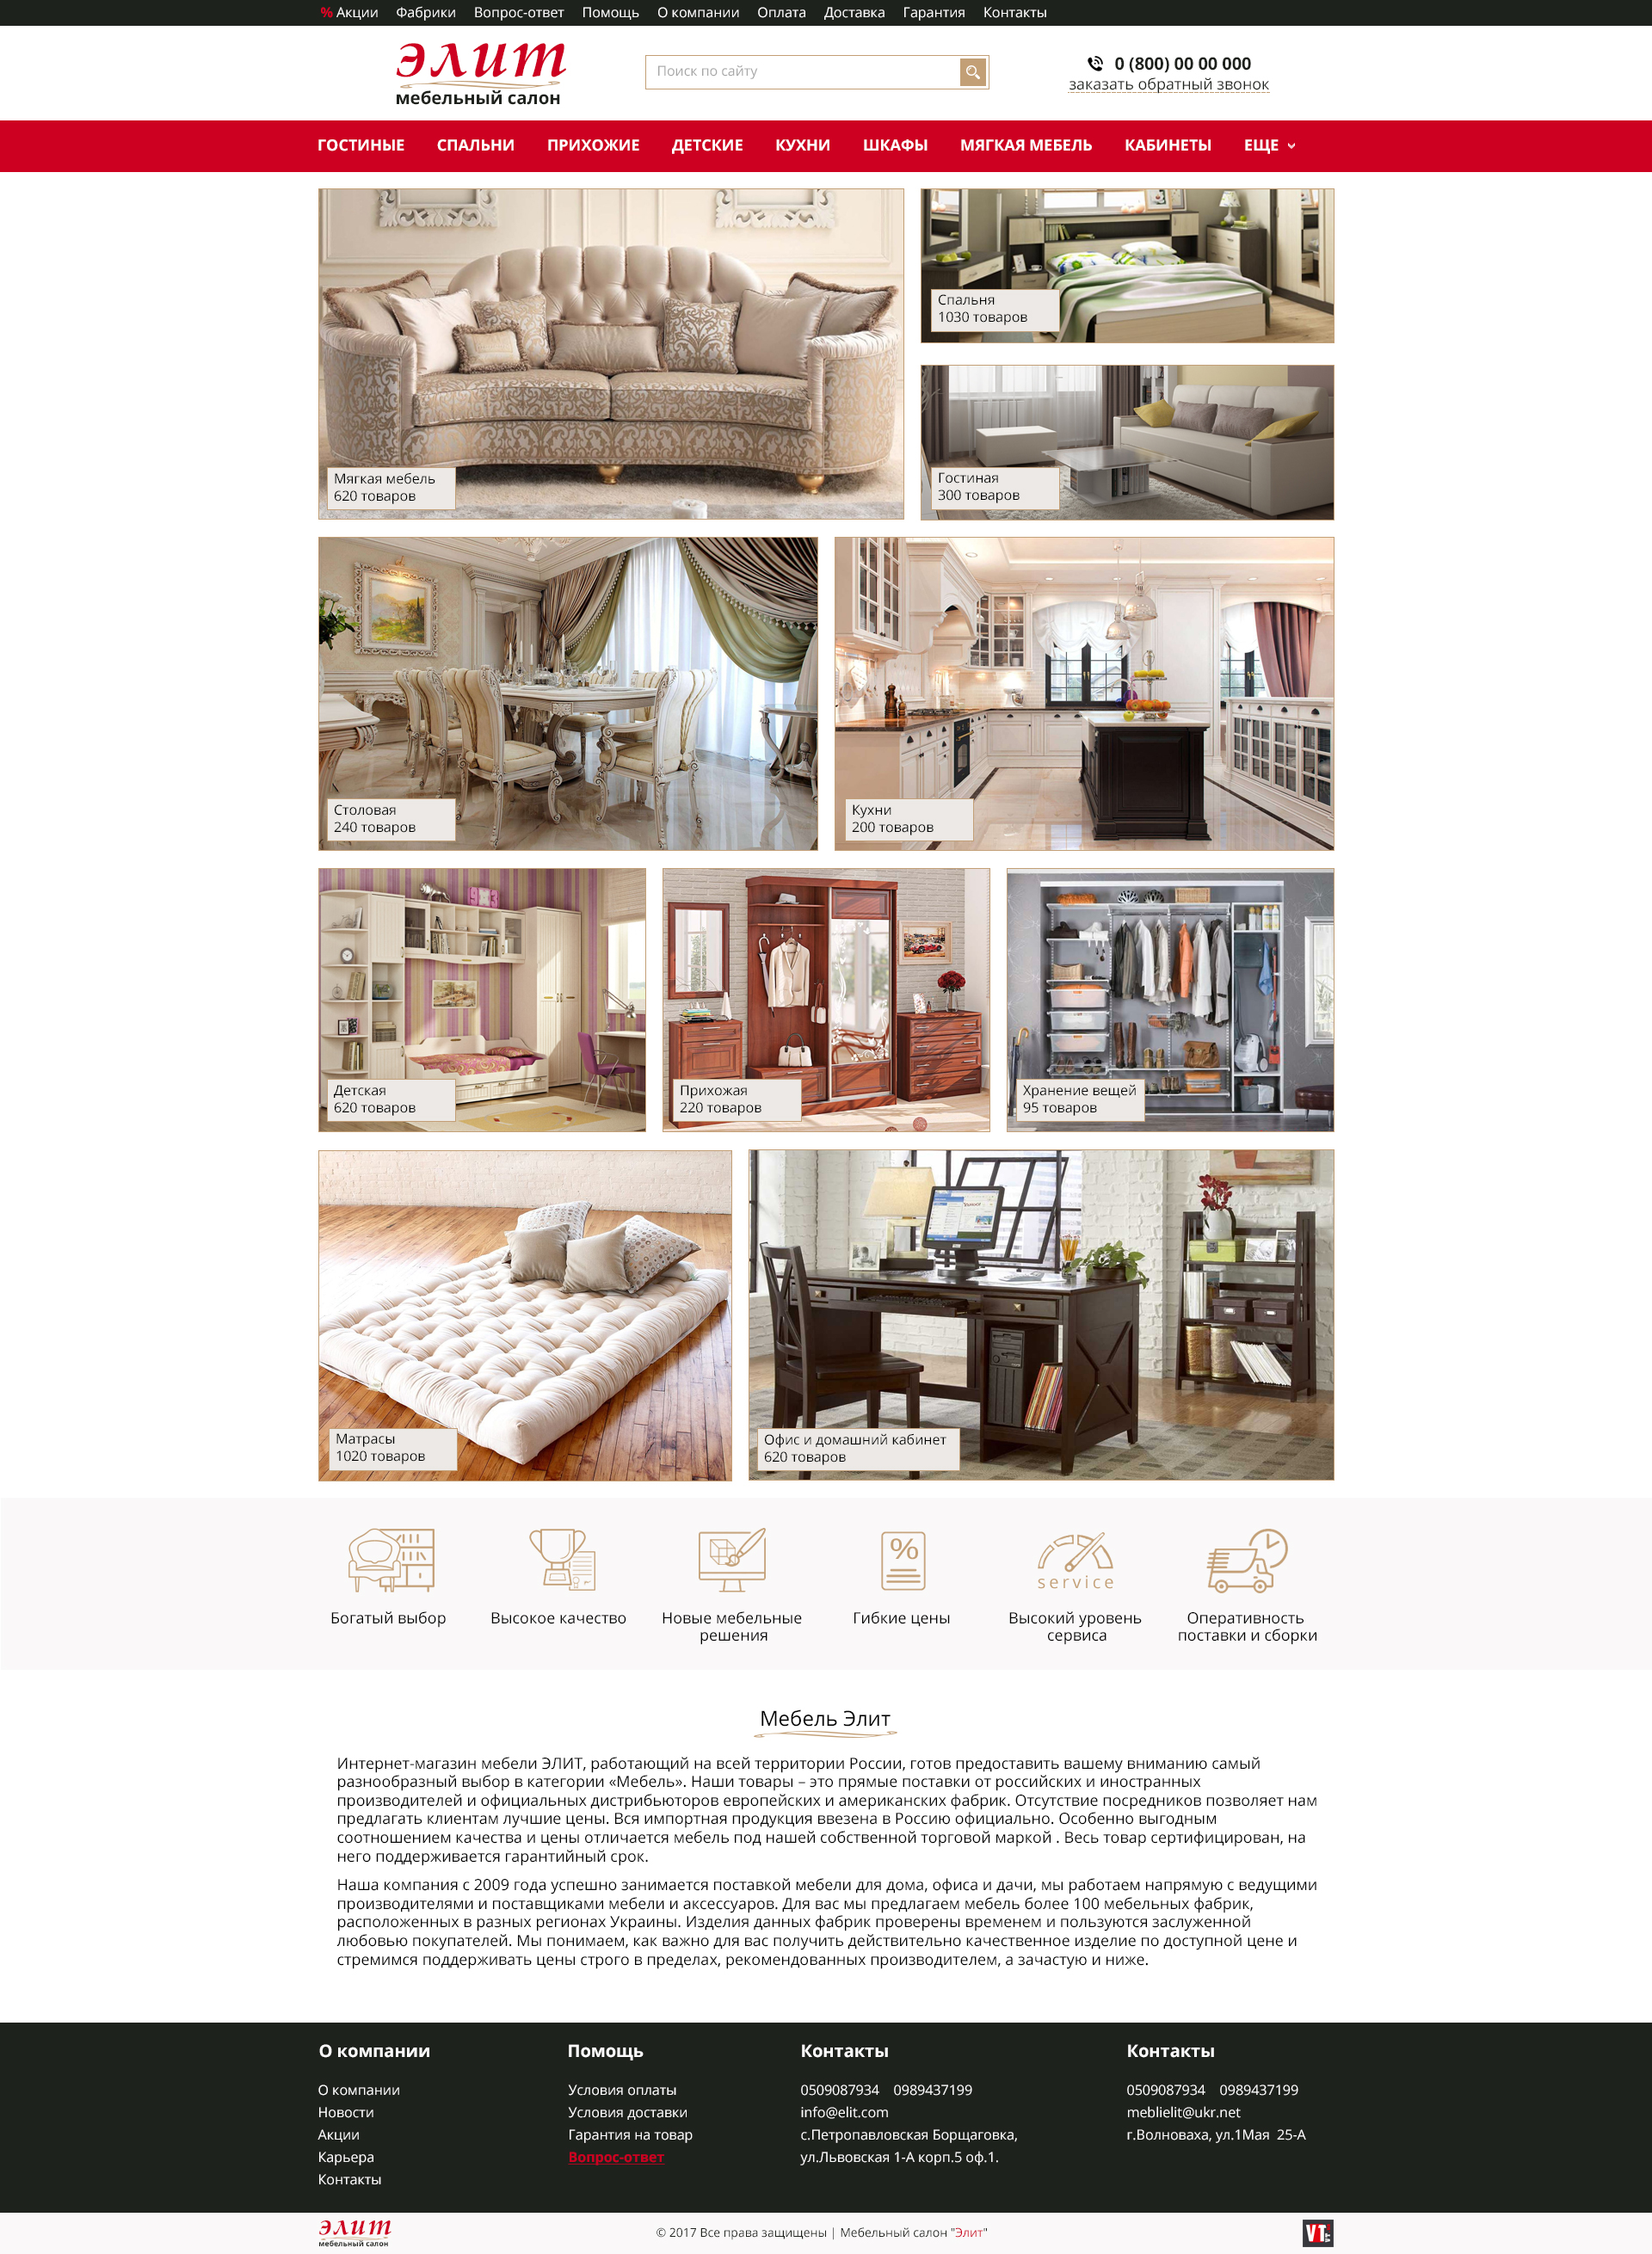 % Акции Фабрики Вопрос-ответ Помощь О компании Оплата Доставка Гарантия Контакты
элит
мебельный салон
Поиск по сайту
0 (800) 00 00 000
заказать обратный звонок
ГОСТИНЫЕ СПАЛЬНИ ПРИХОЖИЕ ДЕТСКИЕ КУХНИ ШКАФЫ МЯГКАЯ МЕБЕЛЬ КАБИНЕТЫ ЕЩЕ
Мягкая мебель
620 товаров
Спальня
1030 товаров
Гостиная
300 товаров
Столовая
240 товаров
Кухни
200 товаров
Детская
620 товаров
Прихожая
220 товаров
Хранение вещей
95 товаров
Матрасы
1020 товаров
Офис и домашний кабинет
620 товаров
%
service
Богатый выбор
Высокое качество
Новые мебельные
решения
Гибкие цены
Высокий уровень
сервиса
Оперативность
поставки и сборки
Мебель Элит
Интернет-магазин мебели ЭЛИТ, работающий на всей территории России, готов предоставить вашему вниманию самый
разнообразный выбор в категории «Мебель». Наши товары – это прямые поставки от российских и иностранных
производителей и официальных дистрибьюторов европейских и американских фабрик. Отсутствие посредников позволяет нам
предлагать клиентам лучшие цены. Вся импортная продукция ввезена в Россию официально. Особенно выгодным
соотношением качества и цены отличается мебель под нашей собственной торговой маркой . Весь товар сертифицирован, на
него поддерживается гарантийный срок.
Наша компания с 2009 года успешно занимается поставкой мебели для дома, офиса и дачи, мы работаем напрямую с ведущими
производителями и поставщиками мебели и аксессуаров. Для вас мы предлагаем мебель более 100 мебельных фабрик,
расположенных в разных регионах Украины. Изделия данных фабрик проверены временем и пользуются заслуженной
любовью покупателей. Мы понимаем, как важно для вас получить действительно качественное изделие по доступной цене и
стремимся поддерживать цены строго в пределах, рекомендованных производителем, а зачастую и ниже.
О компании
О компании
Новости
Акции
Карьера
Контакты
Помощь
Условия оплаты
Условия доставки
Гарантия на товар
Вопрос-ответ
Контакты
0509087934 0989437199
info@elit.com
с.Петропавловская Борщаговка,
ул.Львовская 1-А корп.5 оф.1.
Контакты
0509087934 0989437199
meblielit@ukr.net
г.Волноваха, ул.1Мая 25-А
элит
мебельный салон
© 2017 Все права защищены | Мебельный салон "Элит"
VT